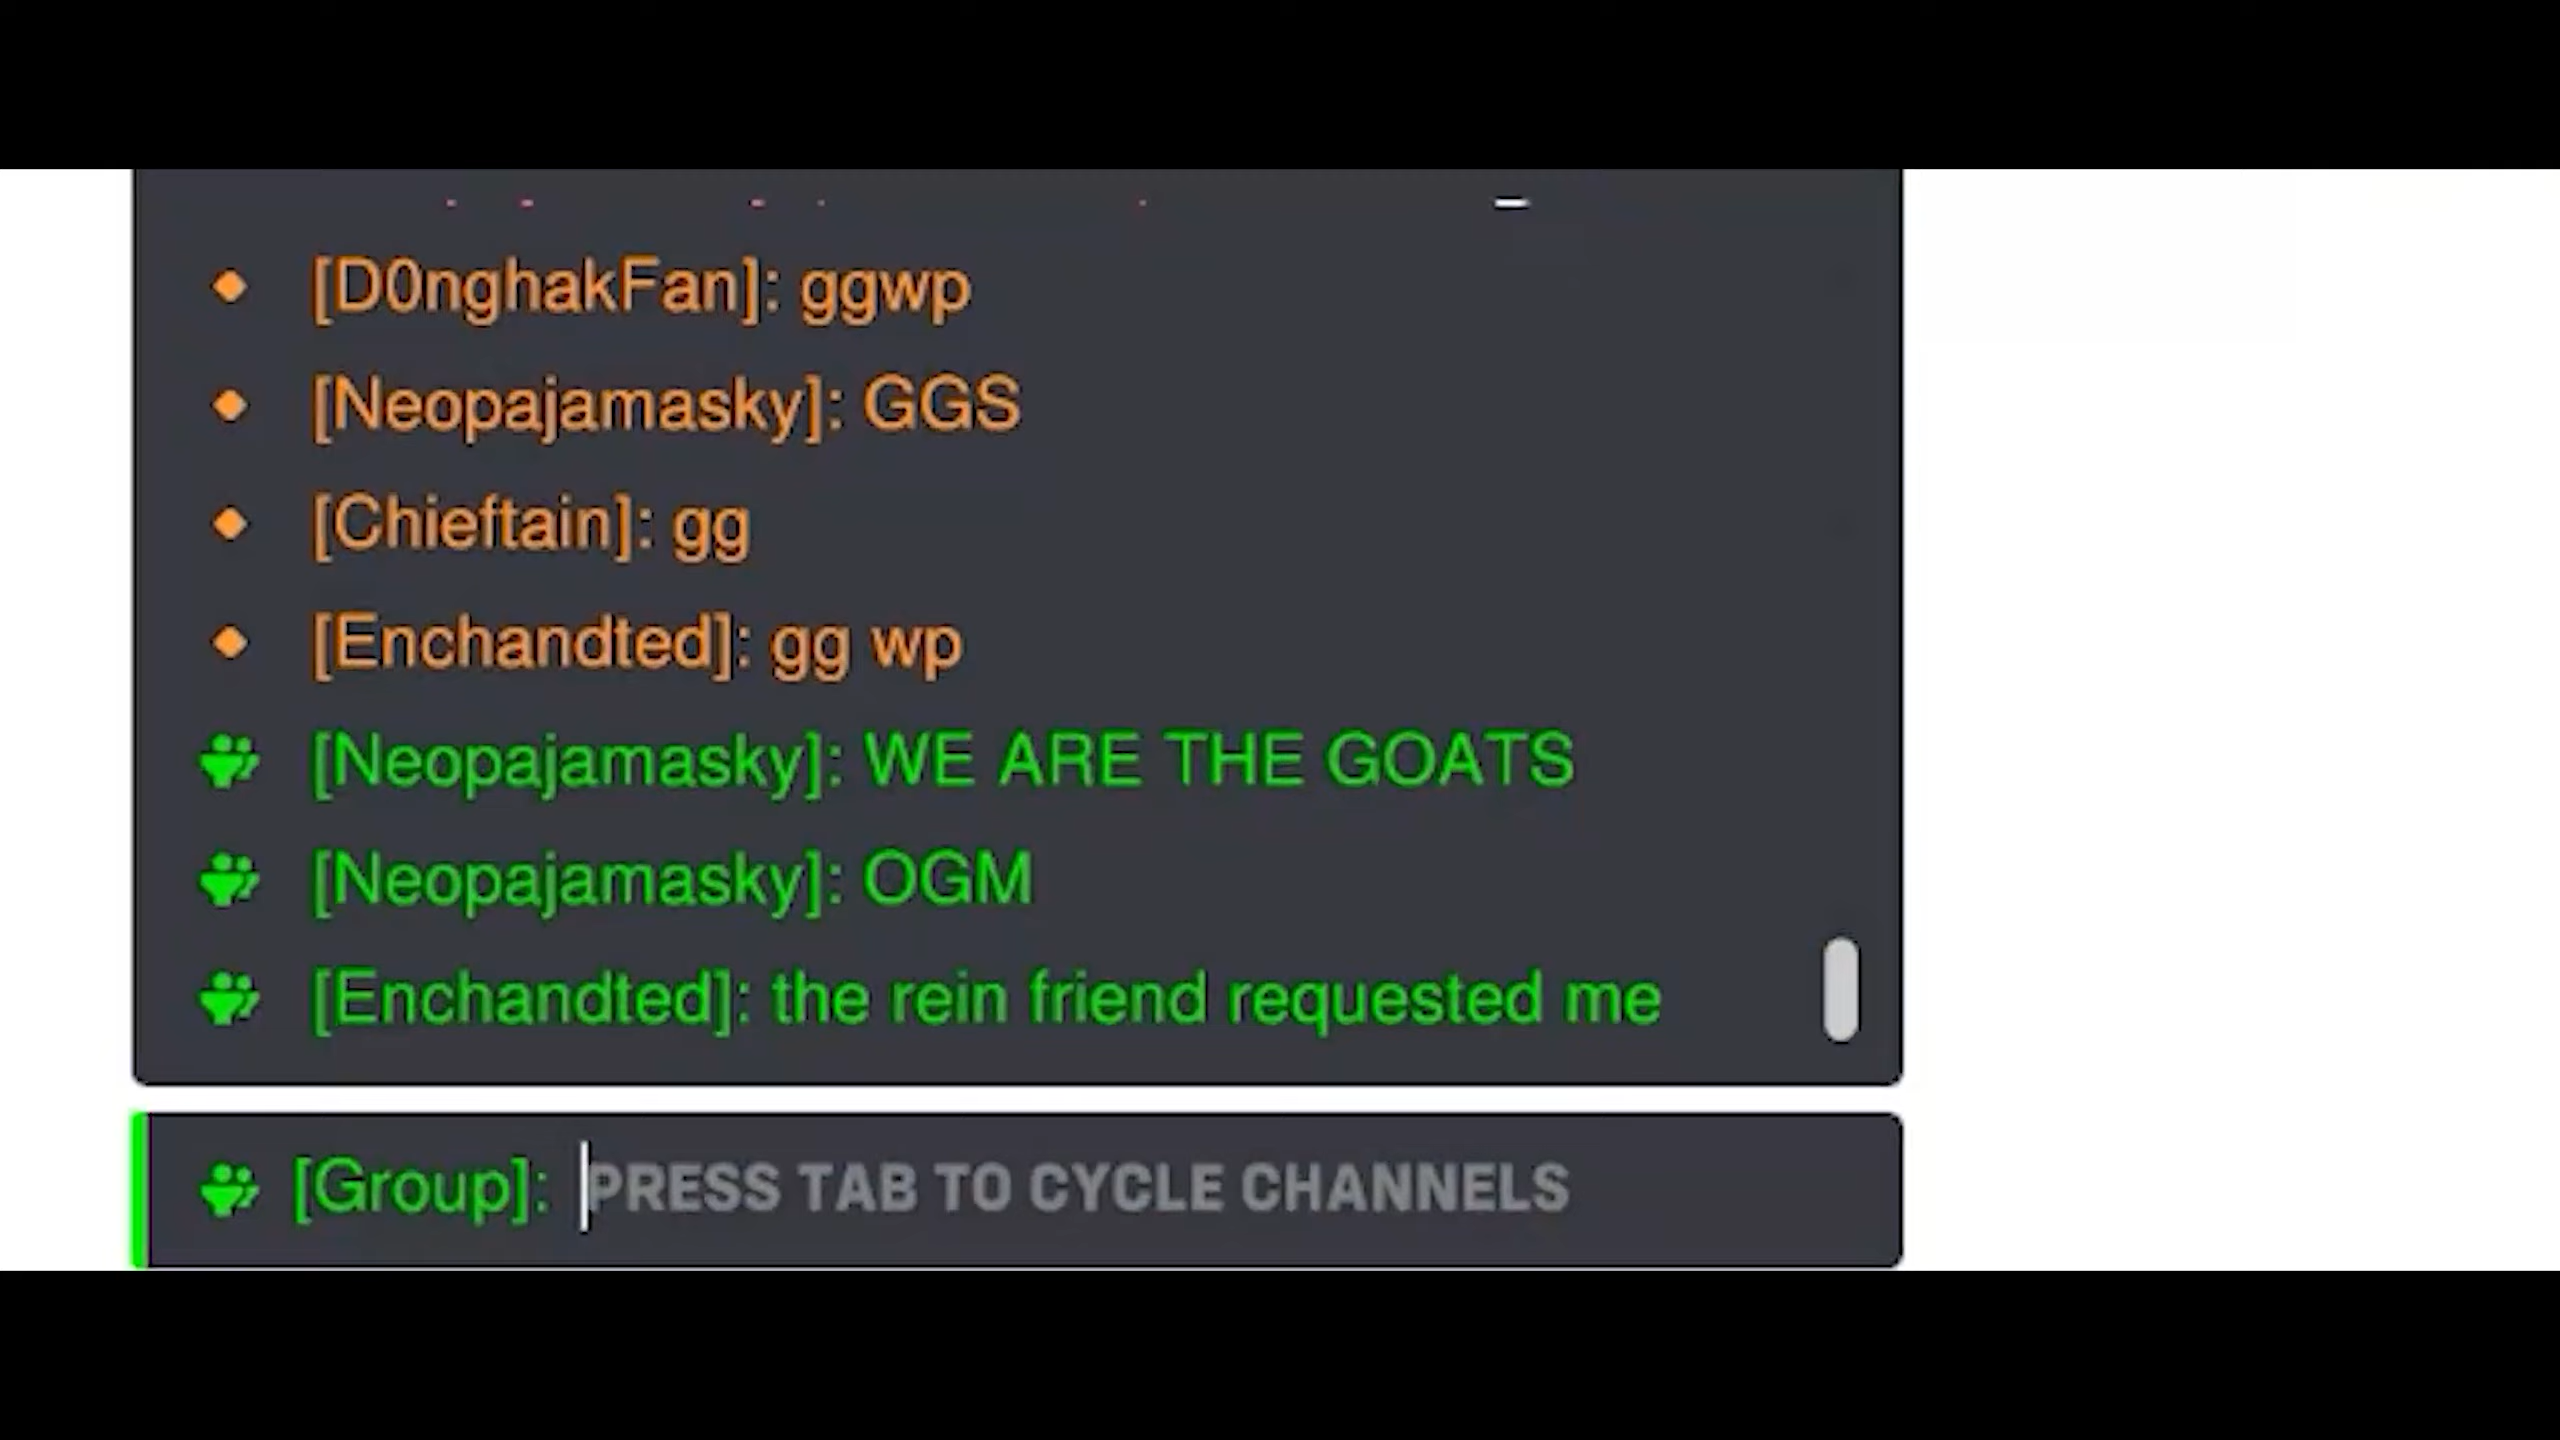 [D0nghakFan]: ggwp
[Neopajamasky]: GGS
[Chieftain]: gg
[Enchandted]: gg wp
[Neopajamasky]: WE ARE THE GOATS
[Neopajamasky]: OGM
[Enchandted]: the rein friend requested me
[Group]: PRESS TAB TO CYCLE CHANNELS